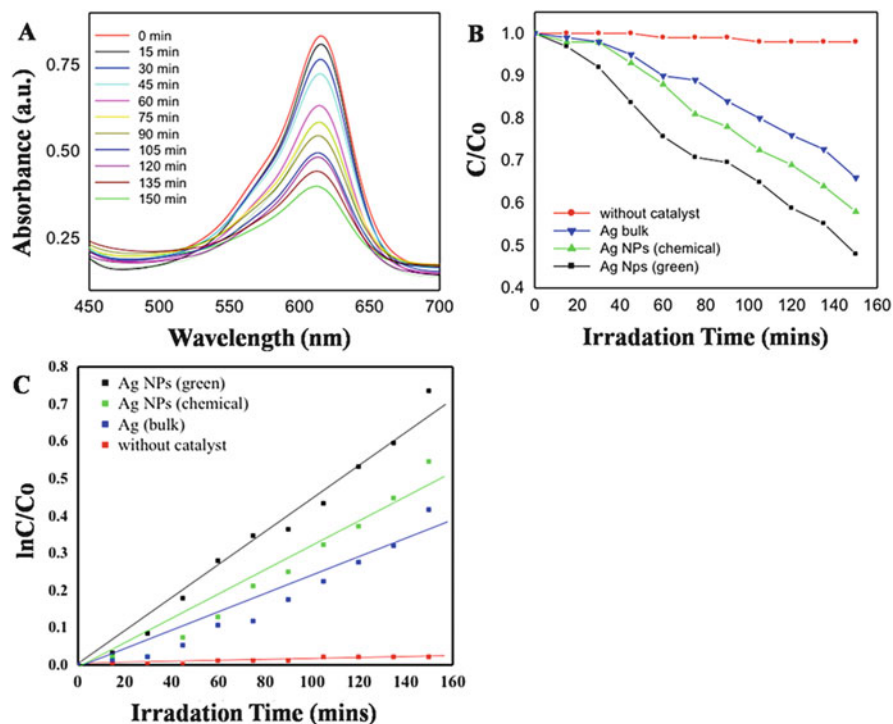 A
0 min
15 min
30 min
45 min
60 min
75 min
90 min
105 min
120 min
135 min
150 min
0.75
0.50
0.25
Absorbance (a.u.)
450 500 550 600 650 700
Wavelength (nm)
B
1.0
0.9
0.8
0.7
0.6
0.5
0.4
C/Co
without catalyst
Ag bulk
Ag NPs (chemical)
Ag Nps (green)
0 20 40 60 80 100 120 140 160
Irradation Time (mins)
C
0.8
0.7
0.6
0.5
0.4
0.3
0.2
0.1
0.0
lnC/Co
Ag NPs (green)
Ag NPs (chemical)
Ag (bulk)
without catalyst
0 20 40 60 80 100 120 140 160
Irradation Time (mins)